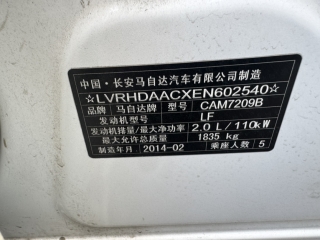 中国·长安马自达汽车有限公司制造
☆LVRHDAACXEN602540☆
品牌 马自达牌 型号 CAM7209B
发动机型号 LF
发动机排量/最大净功率 2.0 L / 110kW
最大允许总质量 1835 kg
制造年月 2014-02 乘座人数 5